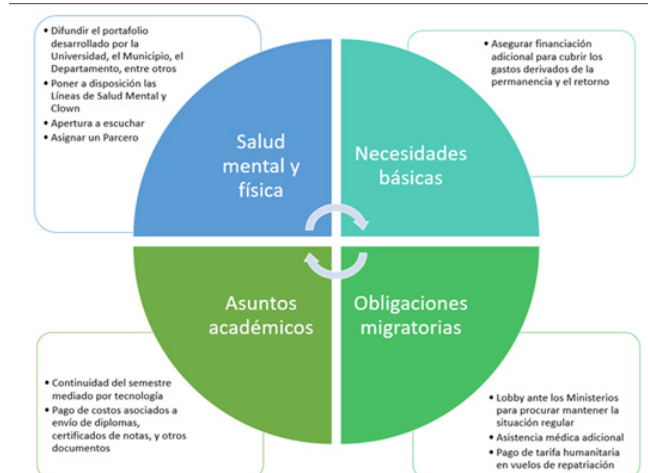 • Difundir el portafolio
desarrollado por la
Universidad, el Municipio, el
Departamento, entre otros
• Poner a disposición las
Líneas de Salud Mental y
Clown
• Apertura a escuchar
• Asignar un Parcero
• Asegurar financiación
adicional para cubrir los
gastos derivados de la
permanencia y el retorno
Salud
mental y
física
Necesidades
básicas
Asuntos
académicos
Obligaciones
migratorias
• Continuidad del semestre
mediado por tecnología
• Pago de costos asociados a
envío de diplomas,
certificados de notas, y otros
documentos
• Lobby ante los Ministerios
para procurar mantener la
situación regular
• Asistencia médica adicional
• Pago de tarifa humanitaria
en vuelos de repatriación